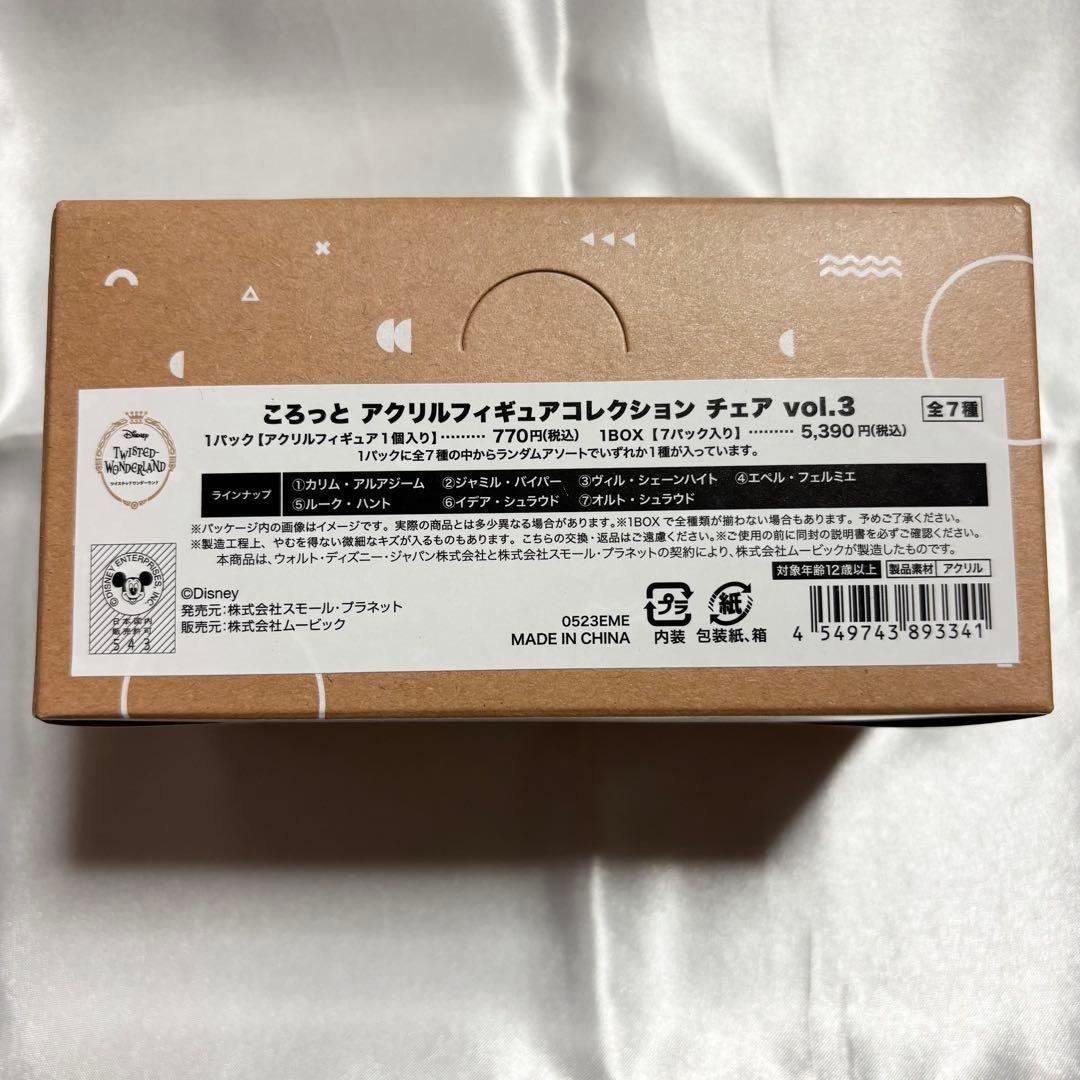 ころっと アクリルフィギュアコレクション チェア vol.3
全7種
Disney
TWISTED-
WONDERLAND
ツイステッドワンダーランド
1パック【アクリルフィギュア1個入り】……… 770円(税込) 1BOX【7パック入り】……… 5,390円(税込)
1パックに全7種の中からランダムアソートでいずれか1種が入っています。
ラインナップ
①カリム・アルアジーム ②ジャミル・バイパー ③ヴィル・シェーンハイト ④エペル・フェルミエ
⑤ルーク・ハント ⑥イデア・シュラウド ⑦オルト・シュラウド
※パッケージ内の画像はイメージです。実際の商品とは多少異なる場合があります。※1BOXで全種類が揃わない場合もあります。予めご了承ください。
※製造工程上、やむを得ない微細なキズが入るものもあります。こちらの交換・返品はご遠慮ください。※ご使用の前に同封の説明書を必ずご確認ください。
本商品は、ウォルト・ディズニー・ジャパン株式会社と株式会社スモール・プラネットの契約により、株式会社ムービックが製造したものです。
対象年齢12歳以上 製品素材 アクリル
©DISNEY ENTERPRISES, INC
日本国内
販売許可
543
©Disney
発売元:株式会社スモール・プラネット
販売元:株式会社ムービック
0523EME
MADE IN CHINA
プラ
内装
紙
包装紙、箱
4 549743 893341